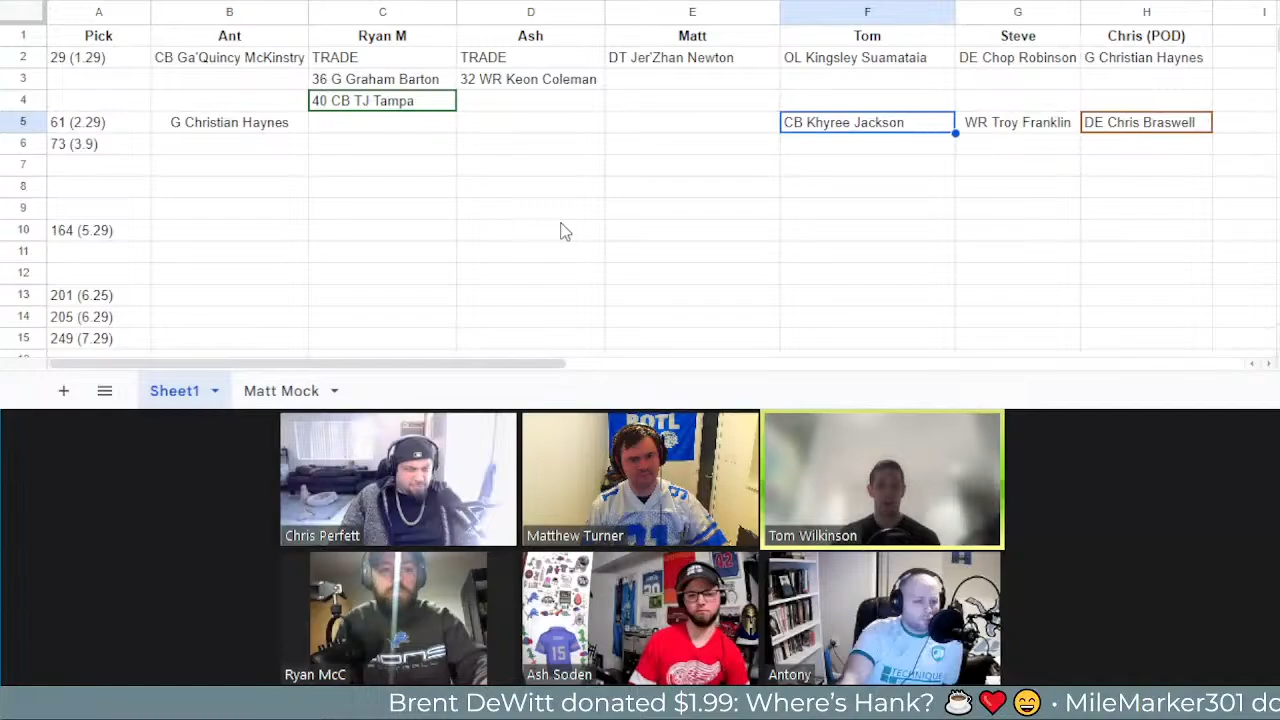 A B C D E F G H I
1 Pick Ant Ryan M Ash Matt Tom Steve Chris (POD)
2 29 (1.29) CB Ga'Quincy McKinstry TRADE TRADE DT Jer'Zhan Newton OL Kingsley Suamataia DE Chop Robinson G Christian Haynes
3 36 G Graham Barton 32 WR Keon Coleman
4 40 CB TJ Tampa
5 61 (2.29) G Christian Haynes CB Khyree Jackson WR Troy Franklin DE Chris Braswell
6 73 (3.9)
7
8
9
10 164 (5.29)
11
12
13 201 (6.25)
14 205 (6.29)
15 249 (7.29)
+ Sheet1 Matt Mock
POTL
Chris Perfett Matthew Turner Tom Wilkinson
15
TECHNIQUE
Ryan McC Ash Soden Antony
Brent DeWitt donated $1.99: Where's Hank? ☕❤️😄 · MileMarker301 do